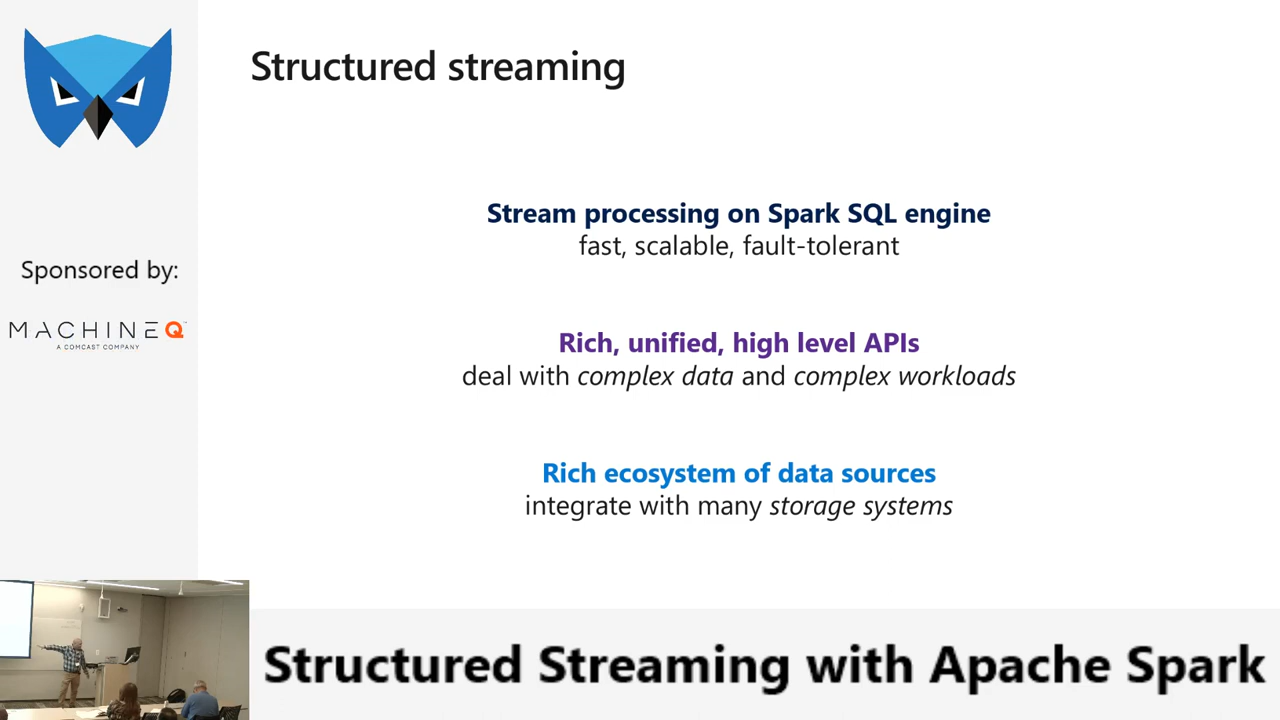 Structured streaming
Stream processing on Spark SQL engine
fast, scalable, fault-tolerant
Sponsored by:
MACHINEQ™
A COMCAST COMPANY
Rich, unified, high level APIs
deal with complex data and complex workloads
Rich ecosystem of data sources
integrate with many storage systems
Structured Streaming with Apache Spark